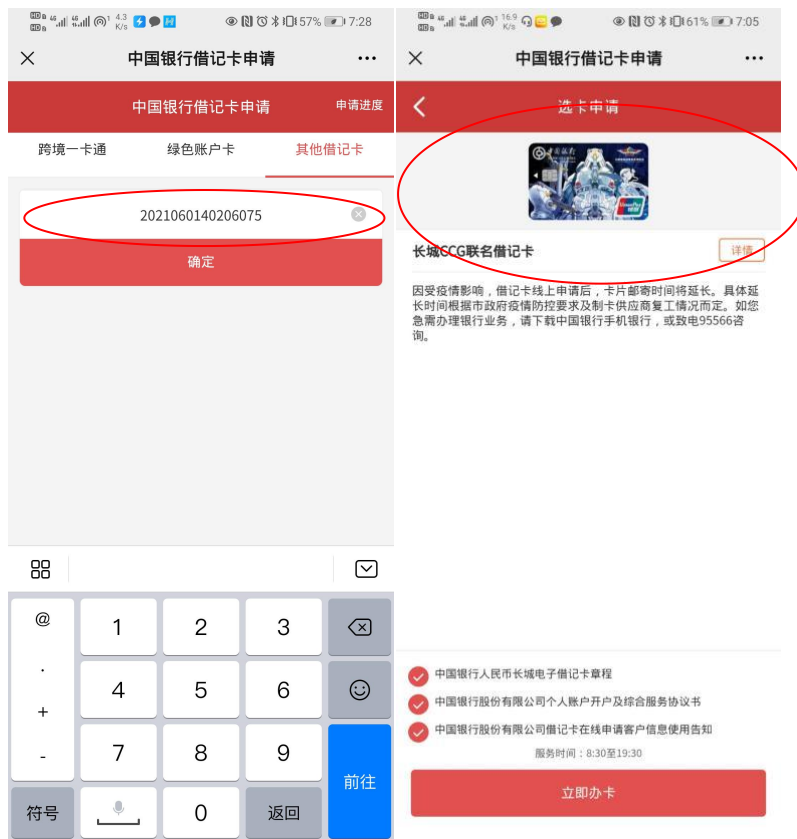 4.3 K/s 57% 7:28
中国银行借记卡申请
中国银行借记卡申请 申请进度
跨境一卡通 绿色账户卡 其他借记卡
2021060140206075
确定
@ 1 2 3
. 4 5 6
+
- 7 8 9
前往
符号 0 返回
16.9 K/s 61% 7:05
中国银行借记卡申请
选卡申请
中国银行
长城CCG联名借记卡 详情
因受疫情影响，借记卡线上申请后，卡片邮寄时间将延长。具体延
长时间根据市政府疫情防控要求及制卡供应商复工情况而定。如您
急需办理银行业务，请下载中国银行手机银行，或致电95566咨
询。
中国银行人民币长城电子借记卡章程
中国银行股份有限公司个人账户开户及综合服务协议书
中国银行股份有限公司借记卡在线申请客户信息使用告知
服务时间：8:30至19:30
立即办卡